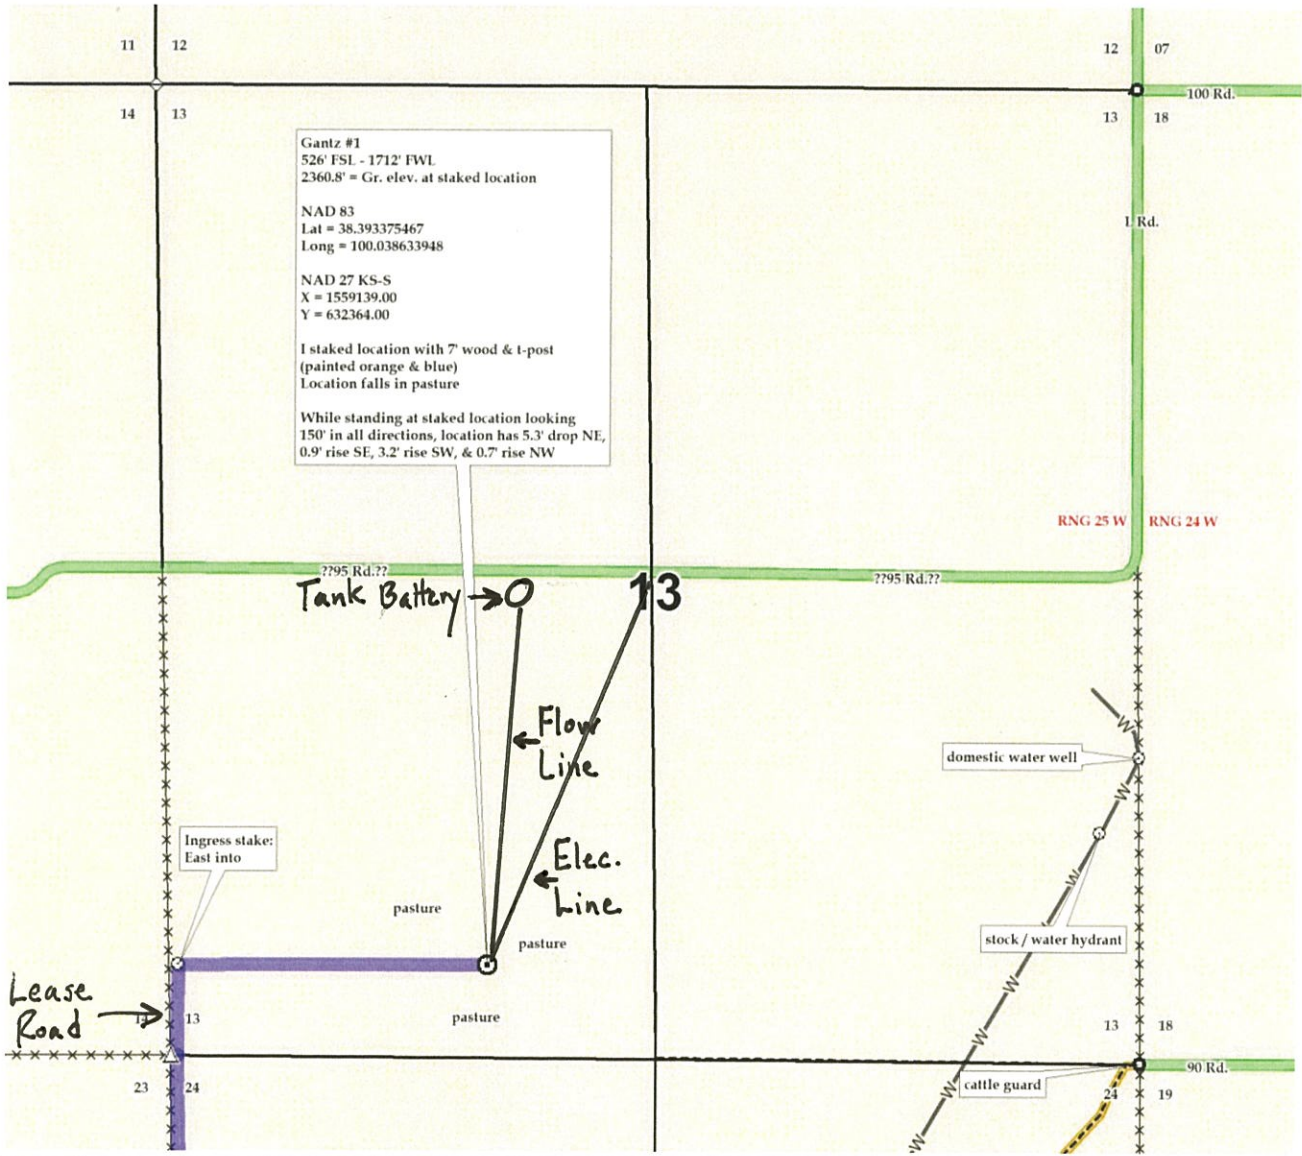 11 12
12 07
100 Rd.
14 13
13 18
Gantz #1
526' FSL - 1712' FWL
2360.8' = Gr. elev. at staked location
NAD 83
Lat = 38.393375467
Long = 100.038633948
NAD 27 KS-S
X = 1559139.00
Y = 632364.00
I staked location with 7' wood & t-post
(painted orange & blue)
Location falls in pasture
While standing at staked location looking
150' in all directions, location has 5.3' drop NE,
0.9' rise SE, 3.2' rise SW, & 0.7' rise NW
L Rd.
RNG 25 W RNG 24 W
??95 Rd.??
??95 Rd.??
Tank Battery
13
Flow
Line
W
domestic water well
W
Ingress stake:
East into
Elec.
Line
W
pasture
pasture
stock / water hydrant
W
Lease
Road
14 13
pasture
13 18
W
23 24
cattle guard
90 Rd.
W
24 19
W